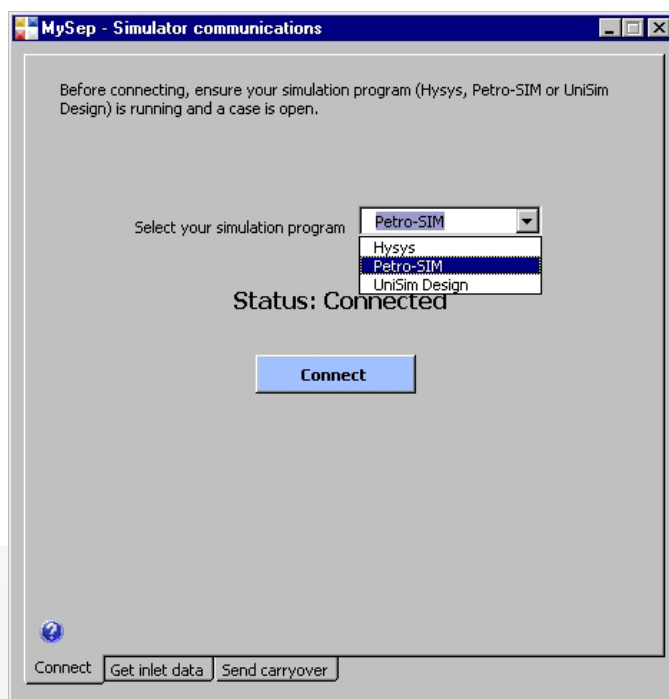 MySep - Simulator communications
Before connecting, ensure your simulation program (Hysys, Petro-SIM or UniSim
Design) is running and a case is open.
Select your simulation program
Petro-SIM
Hysys
Petro-SIM
UniSim Design
Status: Connected
Connect
Connect
Get inlet data
Send carryover